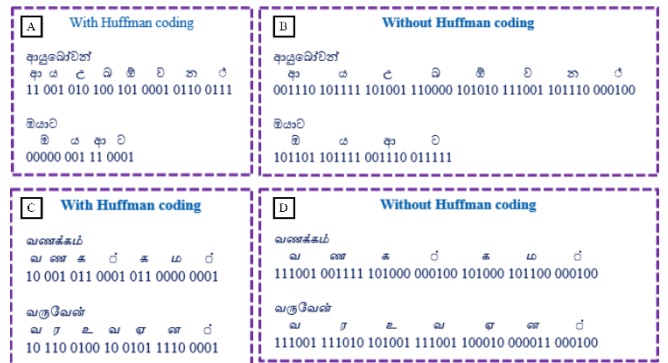 A With Huffman coding
ආයුබෝවන්
ආ ය උ බ ඕ ව න ්
11 001 010 100 101 0001 0110 0111
ඔයාට
ඔ ය ආ ට
00000 001 11 0001
B Without Huffman coding
ආයුබෝවන්
ආ ය උ බ ඕ ව න ්
001110 101111 101001 110000 101010 111001 101110 000100
ඔයාට
ඔ ය ආ ට
101101 101111 001110 011111
C With Huffman coding
வணக்கம்
வ ண க ் க ம ்
10 001 011 0001 011 0000 0001
வருவேன்
வ ர உ வ ஏ ன ்
10 110 0100 10 0101 1110 0001
D Without Huffman coding
வணக்கம்
வ ண க ் க ம ்
111001 001111 101000 000100 101000 101100 000100
வருவேன்
வ ர உ வ ஏ ன ்
111001 111010 101001 111001 100010 000011 000100